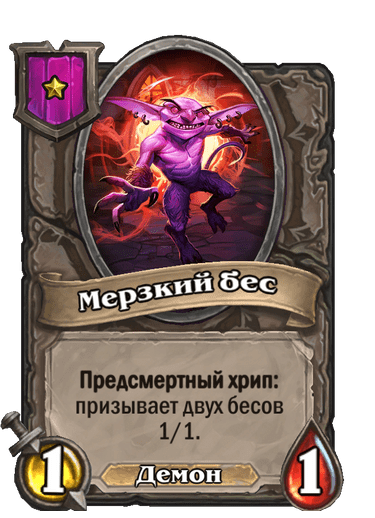 Мерзкий бес
Предсмертный хрип:
призывает двух бесов
1/1.
1
Демон
1